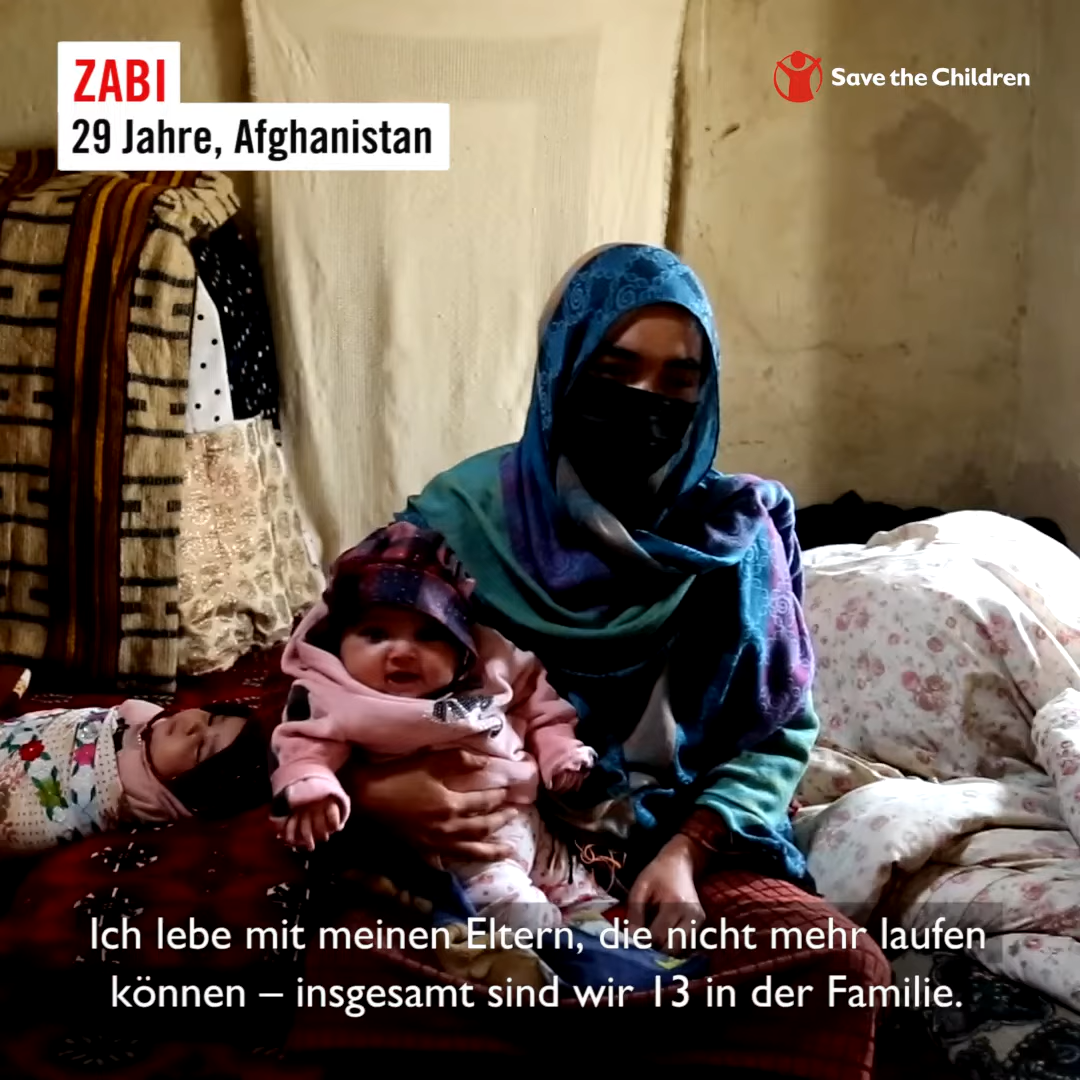 ZABI
29 Jahre, Afghanistan
Save the Children
Ich lebe mit meinen Eltern, die nicht mehr laufen
können – insgesamt sind wir 13 in der Familie.